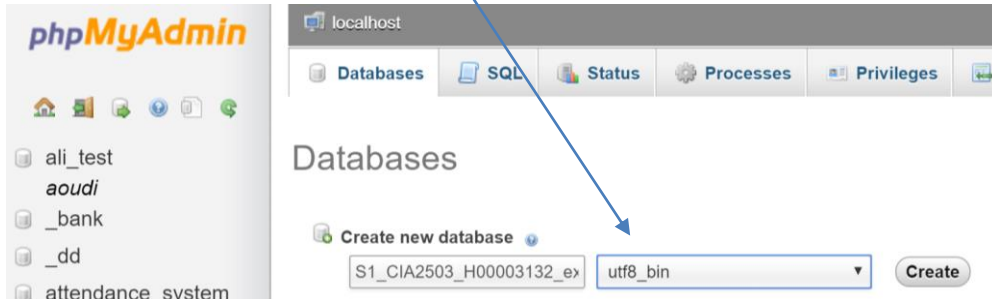 phpMyAdmin
localhost
Databases SQL Status Processes Privileges
ali_test
aoudi
_bank
_dd
attendance_system
Databases
Create new database
S1_CIA2503_H00003132_ex utf8_bin Create